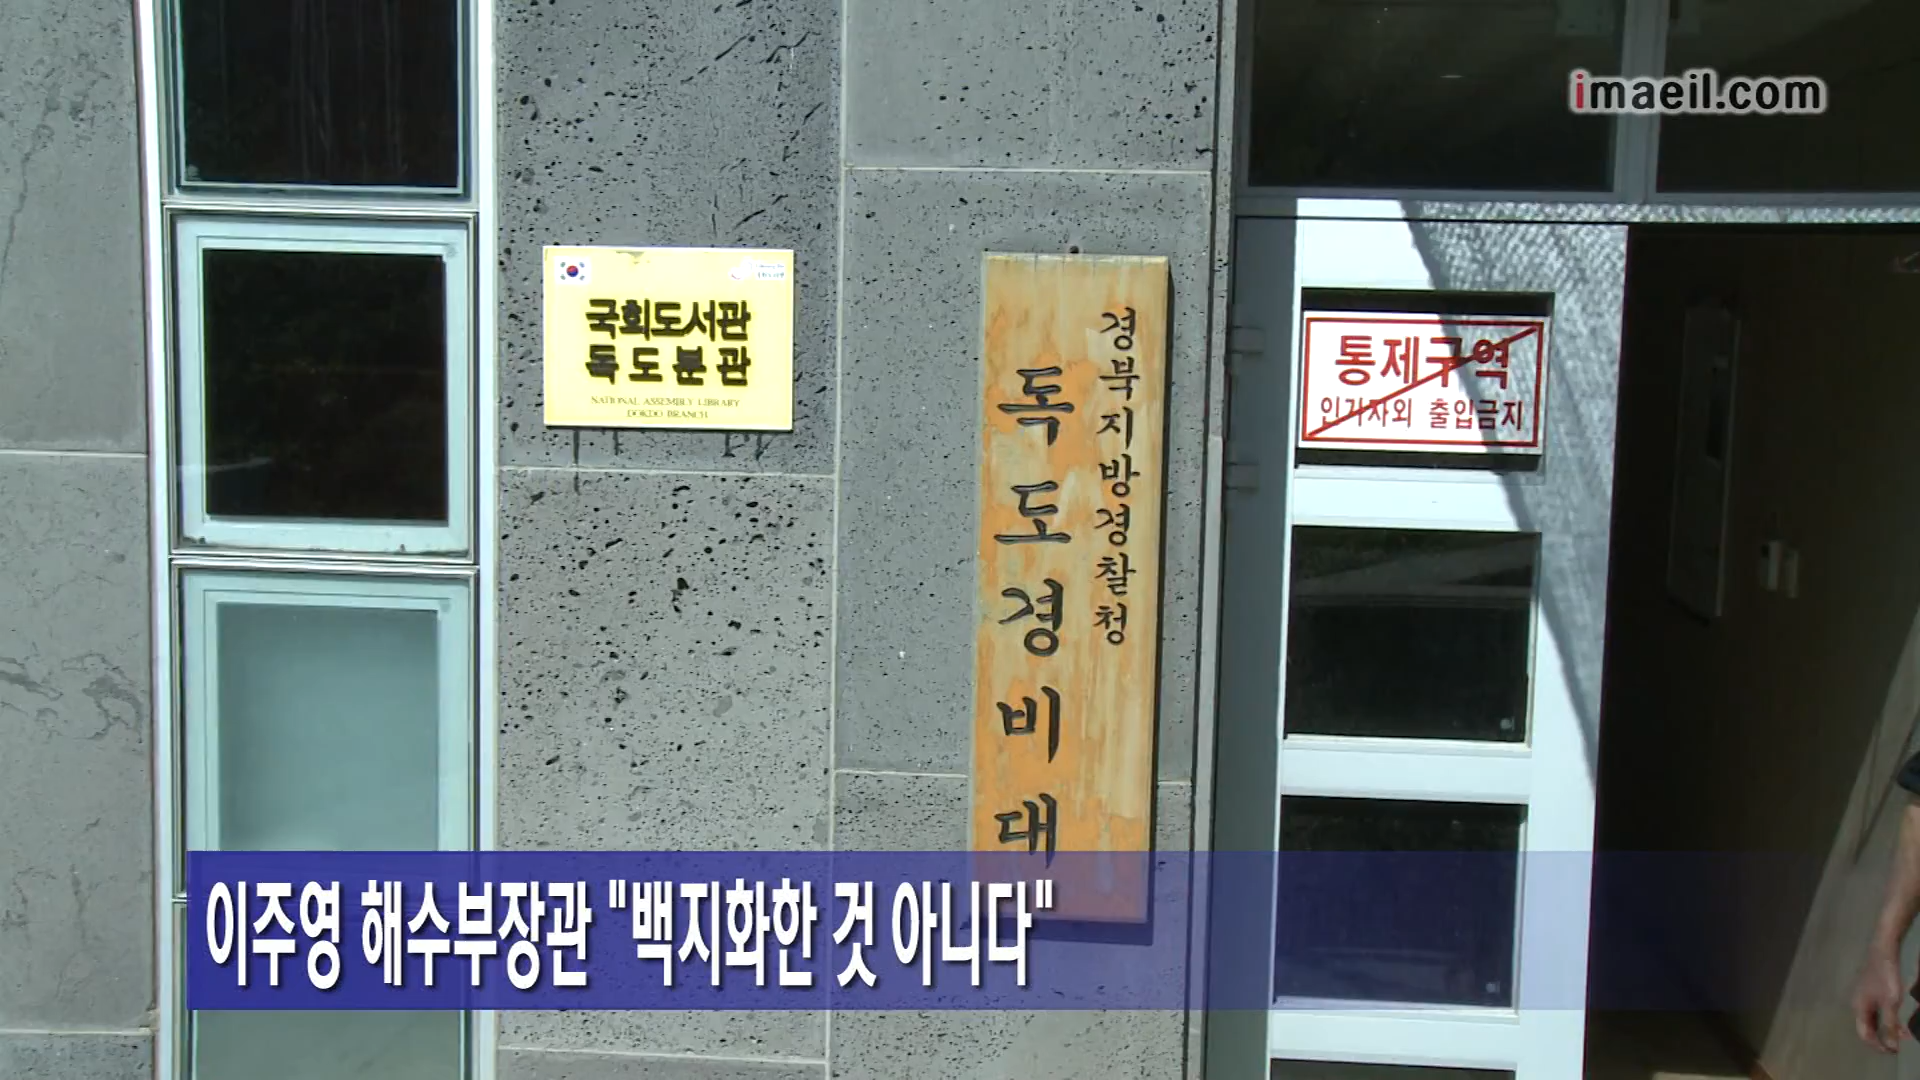 imaeil.com
국회도서관
독도분관
NATIONAL ASSEMBLY LIBRARY
DOKDO BRANCH
경북지방경찰청
독도경비대
통제구역
인가자외 출입금지
이주영 해수부장관 "백지화한 것 아니다"